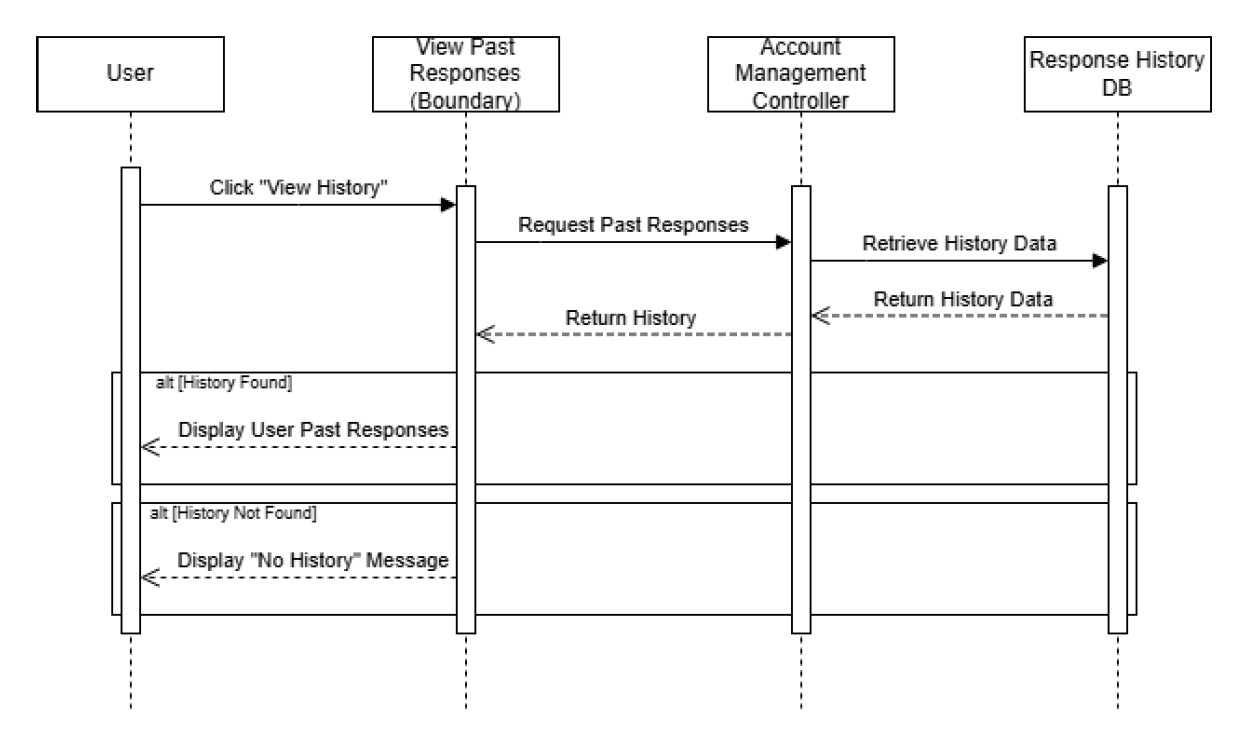 User
View Past
Responses
(Boundary)
Account
Management
Controller
Response History
DB
Click "View History"
Request Past Responses
Retrieve History Data
Return History Data
Return History
alt [History Found]
Display User Past Responses
alt [History Not Found]
Display "No History" Message